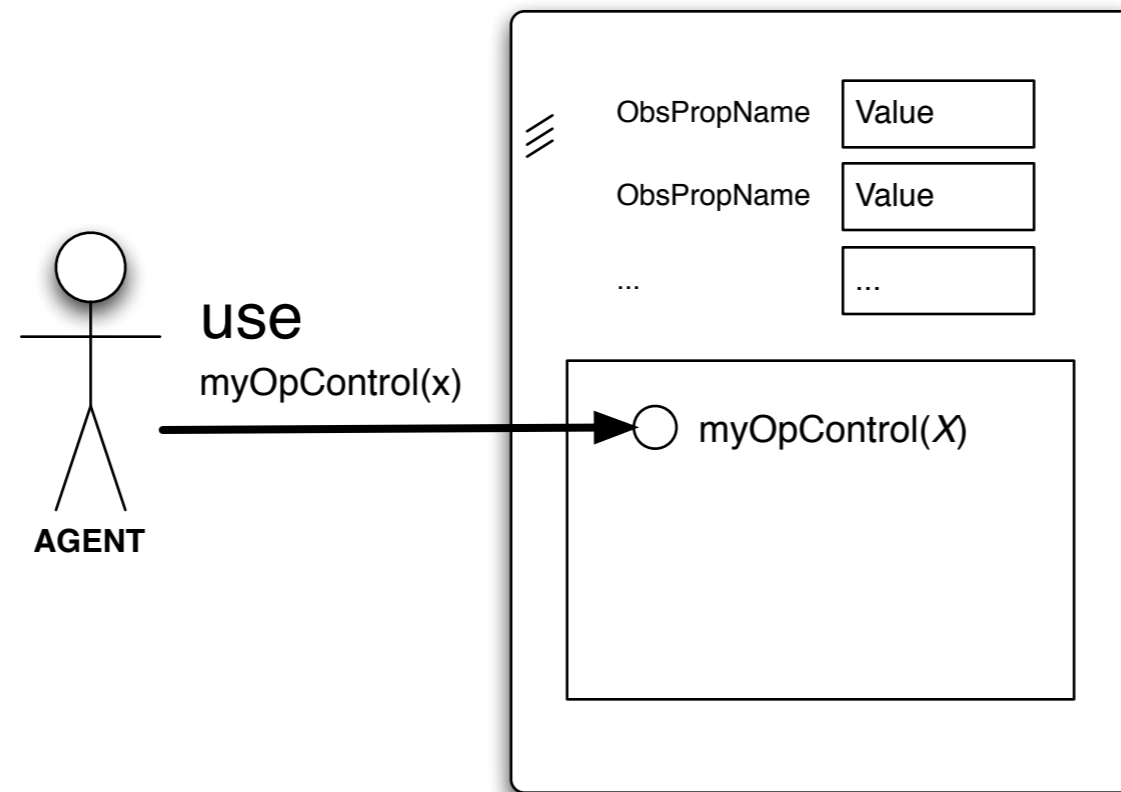 ObsPropName Value
ObsPropName Value
... ...
use
myOpControl(x)
myOpControl(X)
AGENT